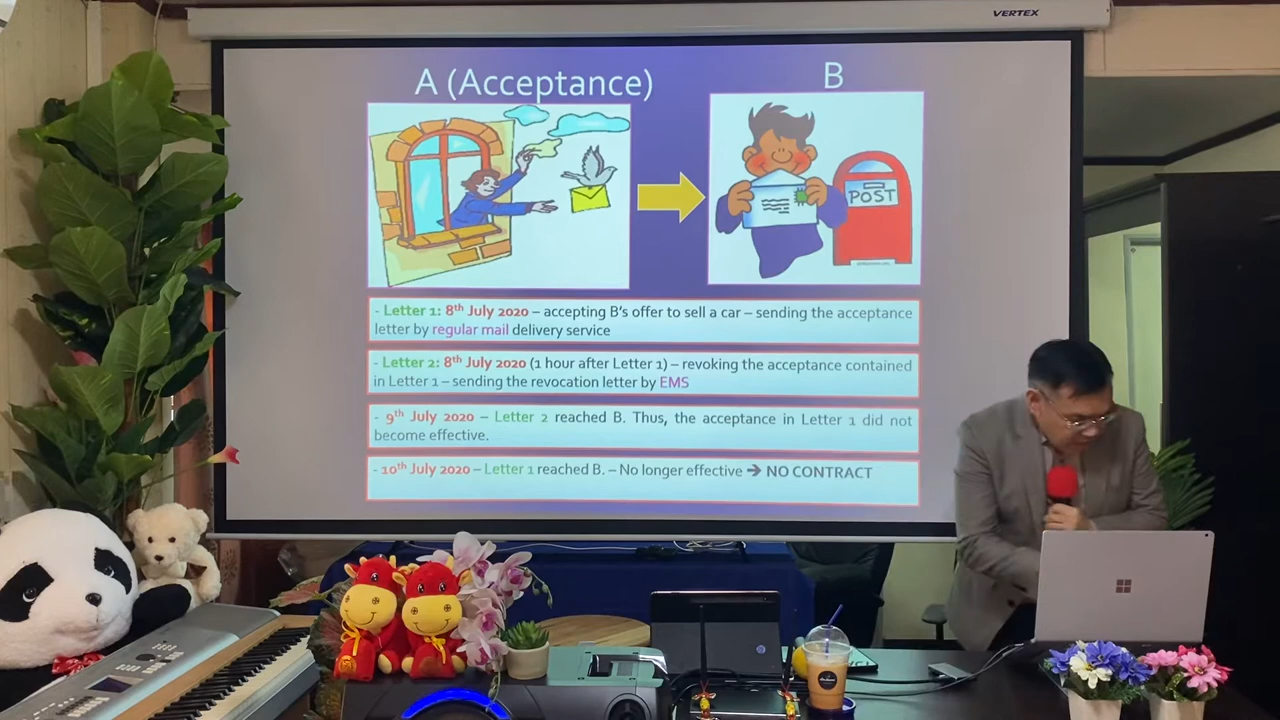 VERTEX
A (Acceptance)
B
POST
- Letter 1: 8th July 2020 – accepting B's offer to sell a car – sending the acceptance
letter by regular mail delivery service
- Letter 2: 8th July 2020 (1 hour after Letter 1) – revoking the acceptance contained
in Letter 1 – sending the revocation letter by EMS
- 9th July 2020 – Letter 2 reached B. Thus, the acceptance in Letter 1 did not
become effective.
- 10th July 2020 – Letter 1 reached B. – No longer effective ➔ NO CONTRACT